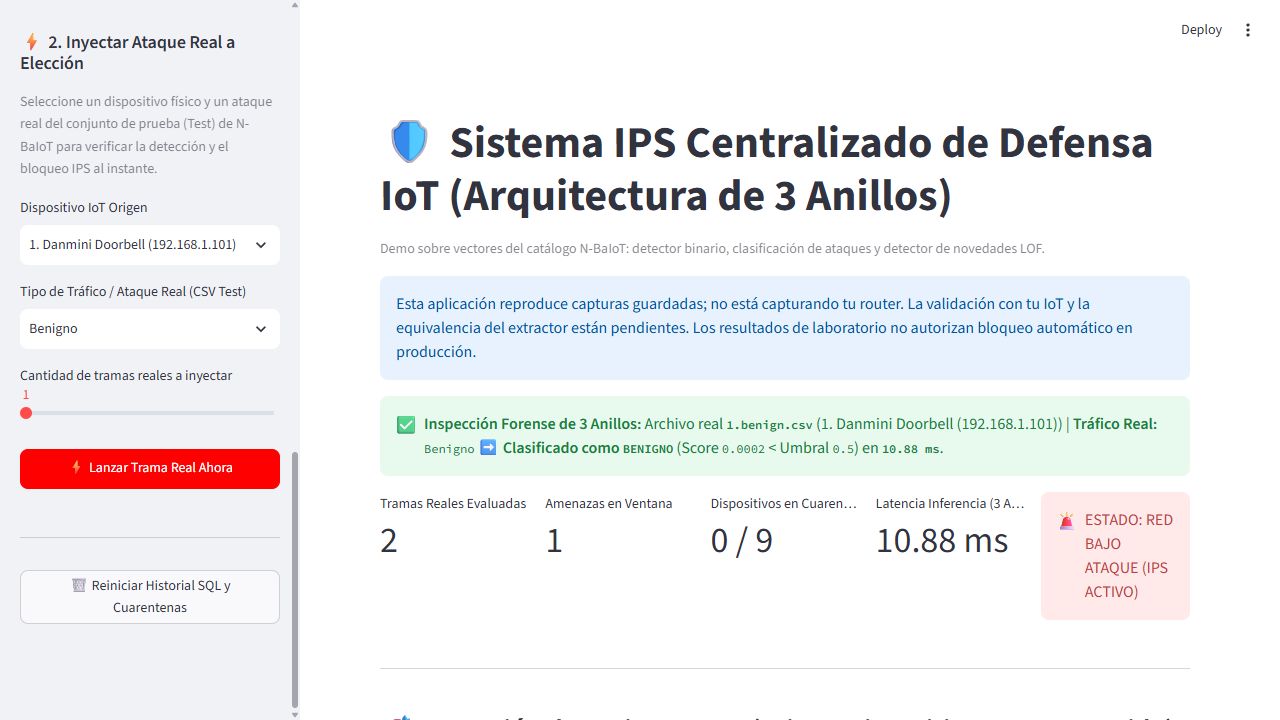 2. Inyectar Ataque Real a
Elección
Seleccione un dispositivo físico y un ataque
real del conjunto de prueba (Test) de N-
BaIoT para verificar la detección y el
bloqueo IPS al instante.
Dispositivo IoT Origen
1. Danmini Doorbell (192.168.1.101)
Tipo de Tráfico / Ataque Real (CSV Test)
Benigno
Cantidad de tramas reales a inyectar
1
Lanzar Trama Real Ahora
Reiniciar Historial SQL y
Cuarentenas
Deploy
Sistema IPS Centralizado de Defensa
IoT (Arquitectura de 3 Anillos)
Demo sobre vectores del catálogo N-BaIoT: detector binario, clasificación de ataques y detector de novedades LOF.
Esta aplicación reproduce capturas guardadas; no está capturando tu router. La validación con tu IoT y la
equivalencia del extractor están pendientes. Los resultados de laboratorio no autorizan bloqueo automático en
producción.
Inspección Forense de 3 Anillos: Archivo real 1.benign.csv (1. Danmini Doorbell (192.168.1.101)) | Tráfico Real:
Benigno ➡️ Clasificado como BENIGNO (Score 0.0002 < Umbral 0.5) en 10.88 ms.
Tramas Reales Evaluadas
2
Amenazas en Ventana
1
Dispositivos en Cuaren…
0 / 9
Latencia Inferencia (3 A…
10.88 ms
ESTADO: RED
BAJO
ATAQUE (IPS
ACTIVO)